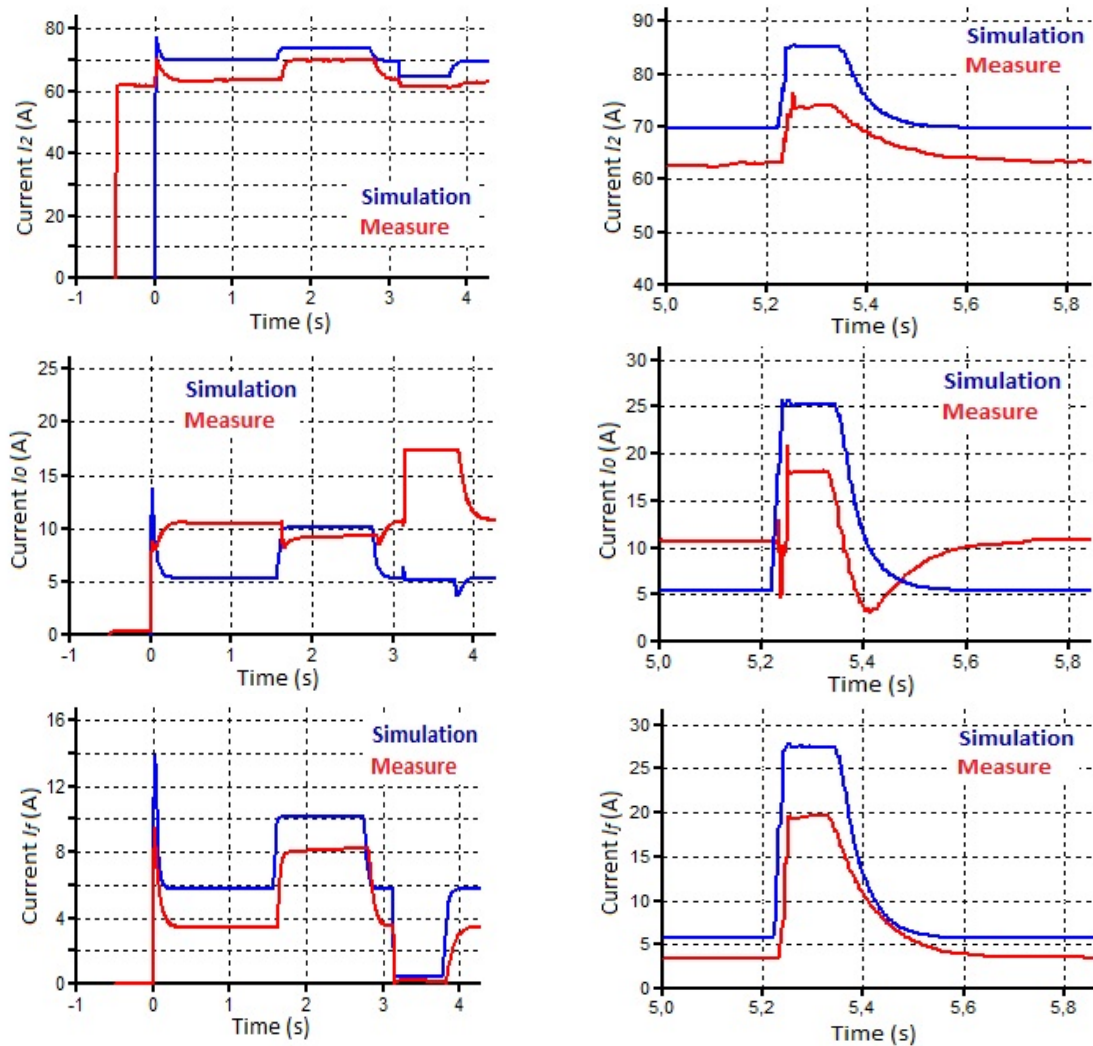 80
60
40
20
0
Current I2 (A)
Simulation
Measure
-1 0 1 2 3 4
Time (s)
90
80
70
60
50
40
Current I2 (A)
Simulation
Measure
5,0 5,2 5,4 5,6 5,8
Time (s)
25
20
15
10
5
0
Current Io (A)
Simulation
Measure
-1 0 1 2 3 4
Time (s)
30
25
20
15
10
5
0
Current Io (A)
Simulation
Measure
5,0 5,2 5,4 5,6 5,8
Time (s)
16
12
8
4
0
Current If (A)
Simulation
Measure
-1 0 1 2 3 4
Time (s)
30
25
20
15
10
5
0
Current If (A)
Simulation
Measure
5,0 5,2 5,4 5,6 5,8
Time (s)